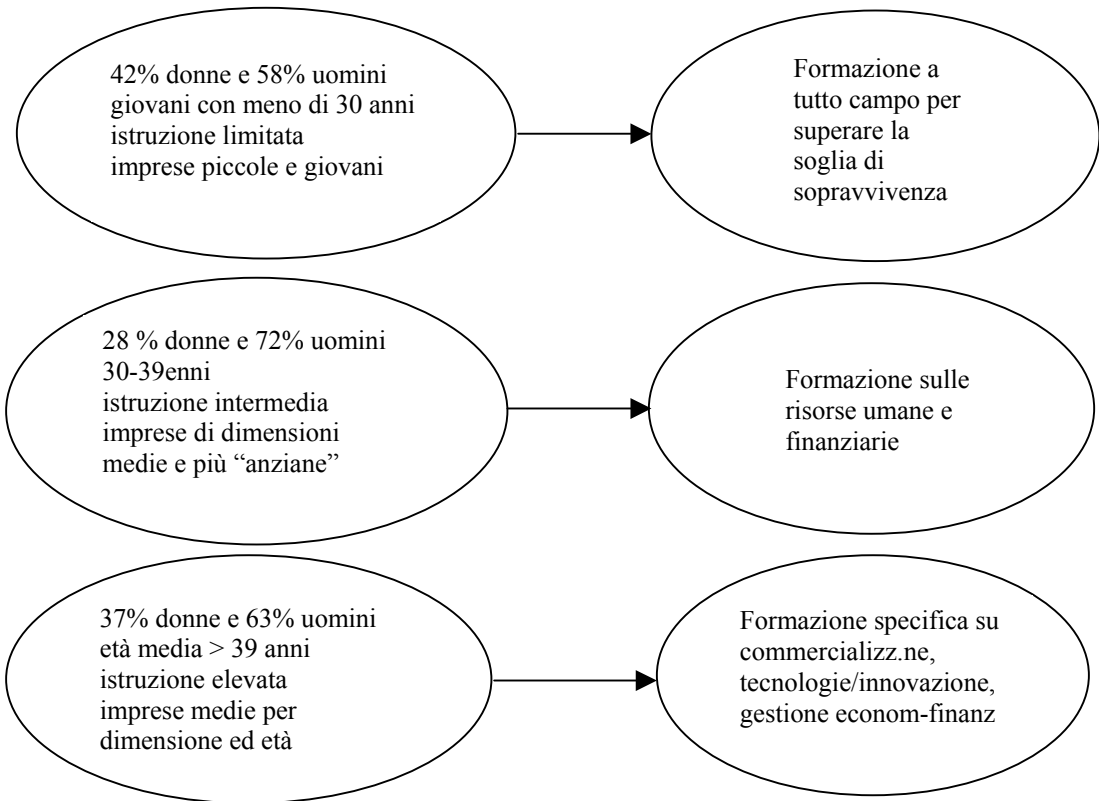 42% donne e 58% uomini
giovani con meno di 30 anni
istruzione limitata
imprese piccole e giovani
Formazione a
tutto campo per
superare la
soglia di
sopravvivenza
28 % donne e 72% uomini
30-39enni
istruzione intermedia
imprese di dimensioni
medie e più “anziane”
Formazione sulle
risorse umane e
finanziarie
37% donne e 63% uomini
età media > 39 anni
istruzione elevata
imprese medie per
dimensione ed età
Formazione specifica su
commercializz.ne,
tecnologie/innovazione,
gestione econom-finanz